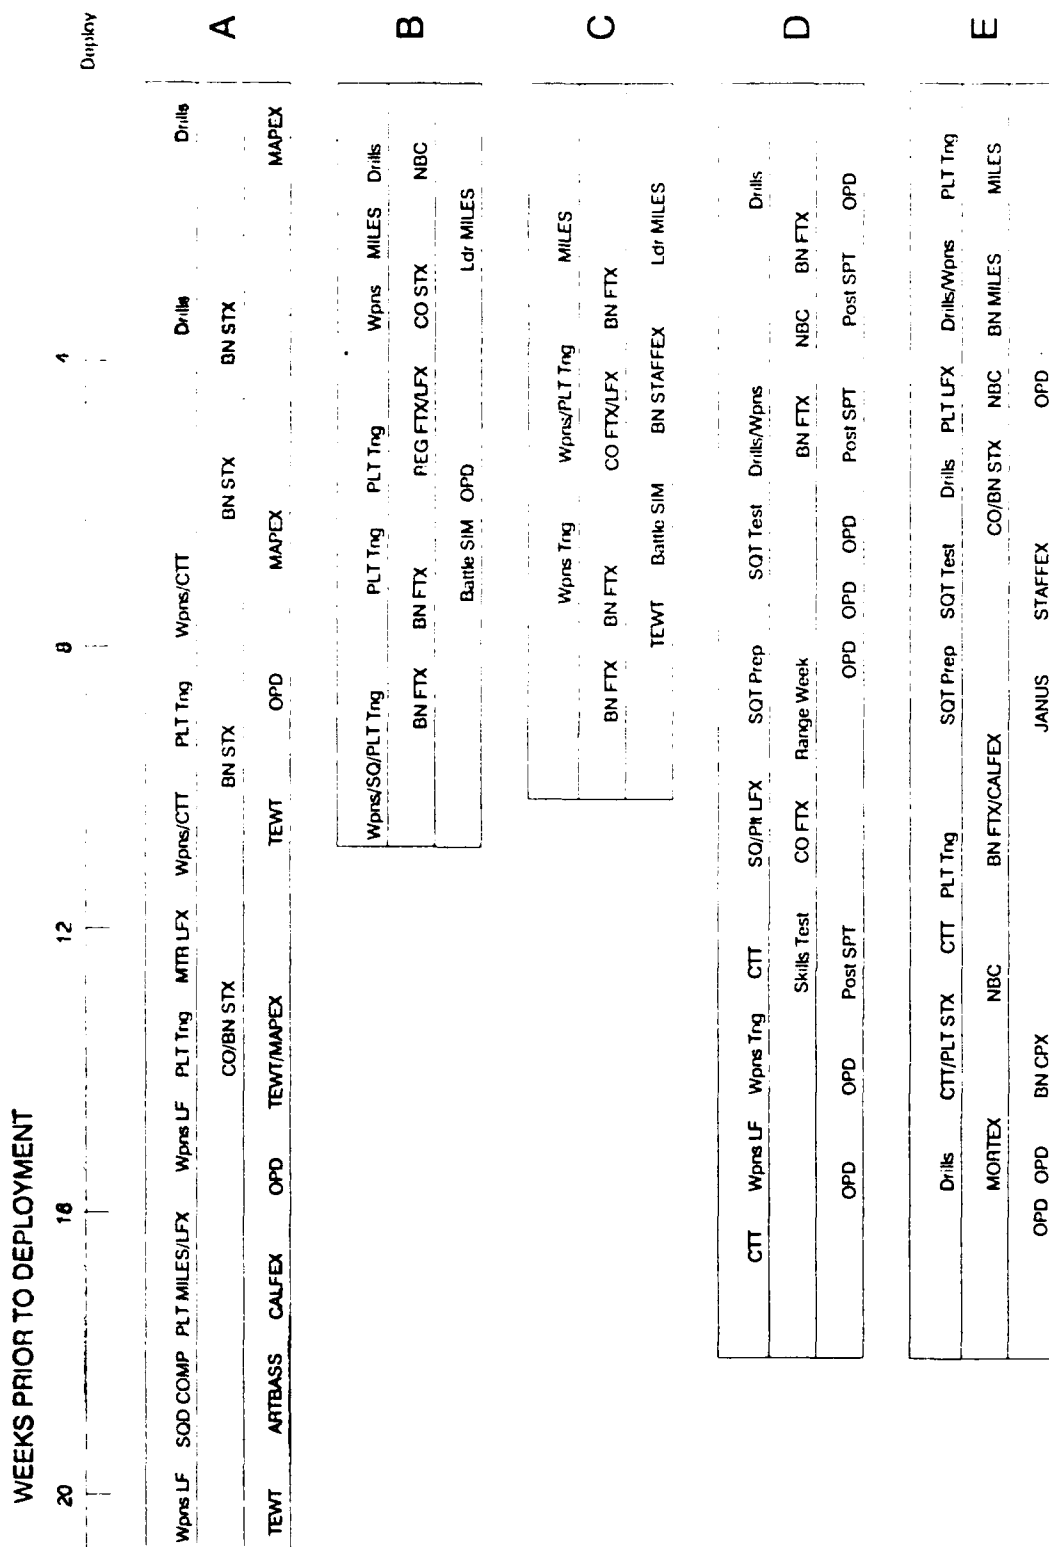 WEEKS PRIOR TO DEPLOYMENT
20 16 12 8 4 Deploy
Wpns LF SQD COMP PLT MILES/LFX Wpns LF PLT Tng MTR LFX Wpns/CTT PLT Tng Wpns/CTT Drills Drills
CO/BN STX BN STX BN STX BN STX
A
TEWT ARTBASS CALFEX OPD TEWT/MAPEX TEWT OPD MAPEX MAPEX
Wpns/SQ/PLT Tng PLT Tng PLT Tng Wpns MILES Drills
BN FTX BN FTX REG FTX/LFX CO STX NBC
B
Battle SIM OPD Ldr MILES
Wpns Tng Wpns/PLT Tng MILES
BN FTX BN FTX CO FTX/LFX BN FTX
C
TEWT Battle SIM BN STAFFEX Ldr MILES
CTT Wpns LF Wpns Tng CTT SQ/Plt LFX SQT Prep SQT Test Drills/Wpns Drills
Skills Test CO FTX Range Week BN FTX NBC BN FTX
D
OPD OPD Post SPT OPD OPD OPD Post SPT Post SPT OPD
Drills CTT/PLT STX CTT PLT Tng SQT Prep SQT Test Drills PLT LFX Drills/Wpns PLT Tng
MORTEX NBC BN FTX/CALFEX CO/BN STX NBC BN MILES MILES
E
OPD OPD BN CPX JANUS STAFFEX OPD